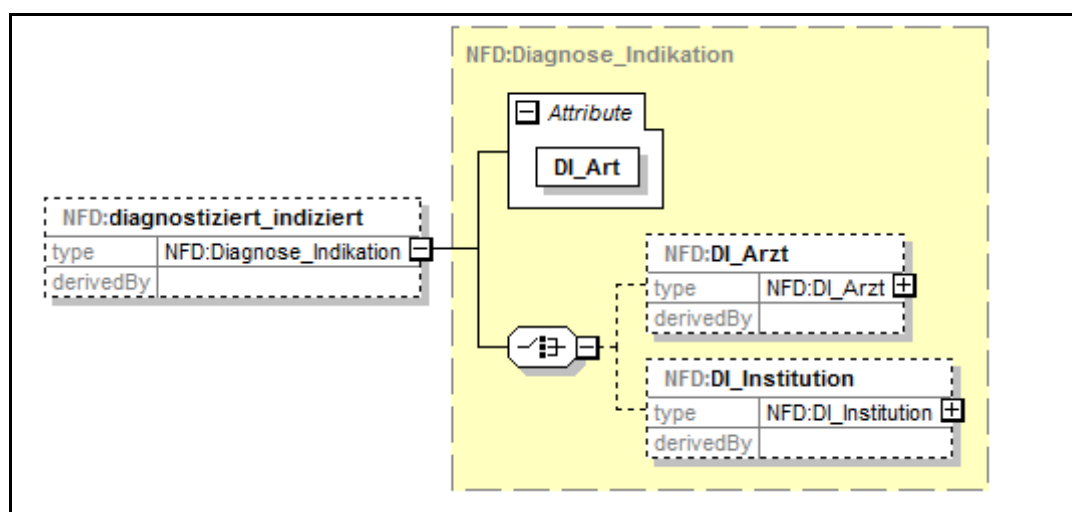 NFD:Diagnose_Indikation
Attribute
DI_Art
NFD:diagnostiziert_indiziert
type NFD:Diagnose_Indikation
derivedBy
NFD:DI_Arzt
type NFD:DI_Arzt
derivedBy
NFD:DI_Institution
type NFD:DI_Institution
derivedBy